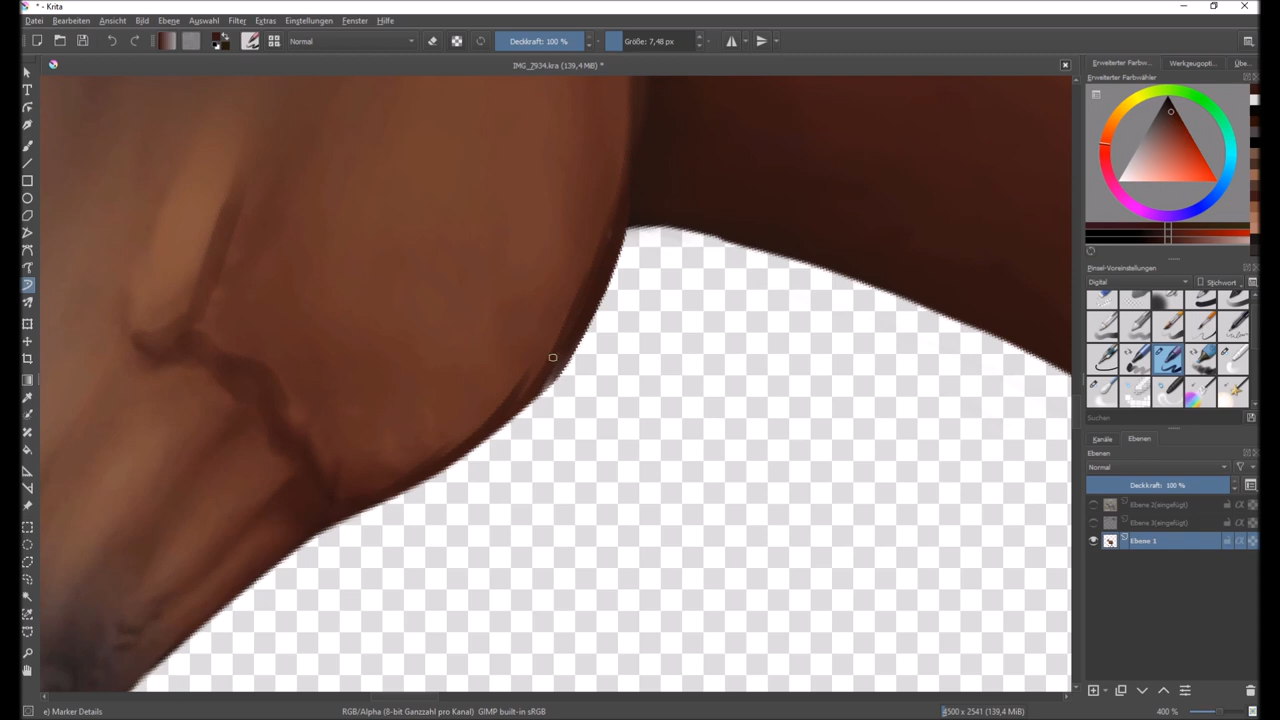 * - Krita
Datei Bearbeiten Ansicht Bild Ebene Auswahl Filter Extras Einstellungen Fenster Hilfe
Normal Deckkraft: 100 % Größe: 7,48 px
IMG_2934.kra (139,4 MiB) *
Erweiterter Farbw... Werkzeugopti... Übe...
Erweiterter Farbwähler
Pinsel-Voreinstellungen
Digital Stichwort
Suchen
Kanäle Ebenen
Ebenen
Normal
Deckkraft: 100 %
Ebene 2(eingefügt)
Ebene 3(eingefügt)
Ebene 1
e) Marker Details RGB/Alpha (8-bit Ganzzahl pro Kanal) GIMP built-in sRGB 4500 x 2541 (139,4 MiB) 400 %